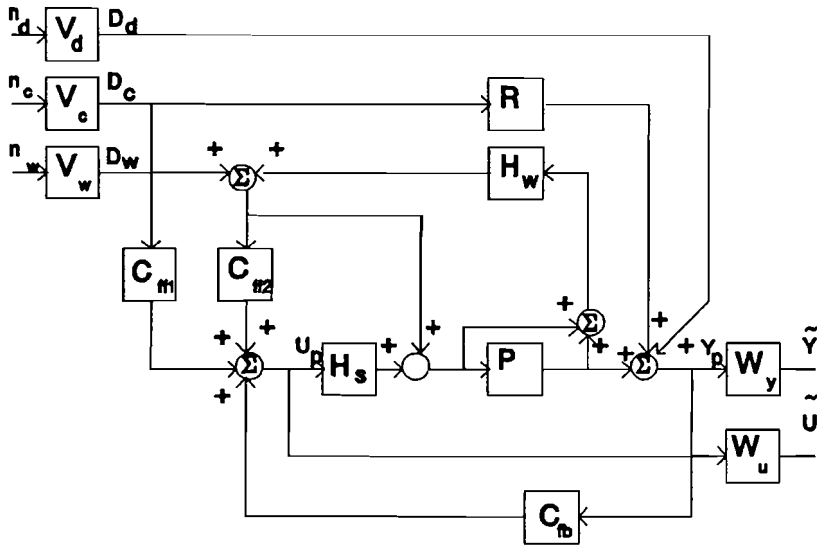 n_d V_d D_d
n_c V_c D_c R
+ +
n_w V_w D_w Σ H_w
C_ff1 C_ff2
+ +
+ + U_p + + Σ + + +
Σ H_s P + Σ Y_p W_y Ỹ
+
W_u Ũ
C_fb